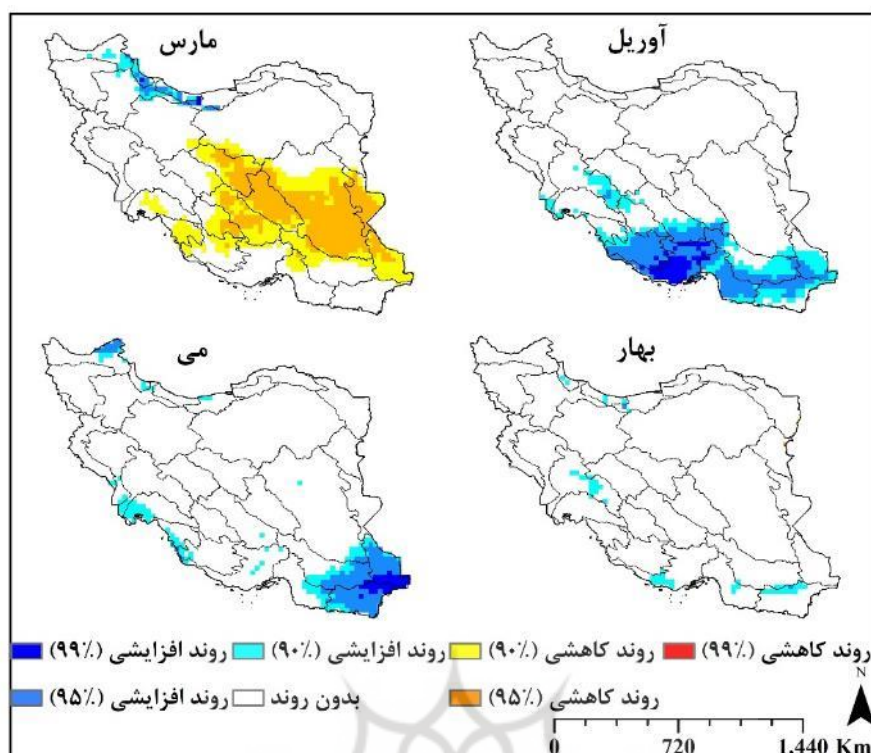 مارس
آوریل
می
بهار
روند کاهشی (۹۹٪)
روند کاهشی (۹۰٪)
روند افزایشی (۹۰٪)
روند افزایشی (۹۹٪)
روند کاهشی (۹۵٪)
بدون روند
روند افزایشی (۹۵٪)
N
0 720 1,440 Km